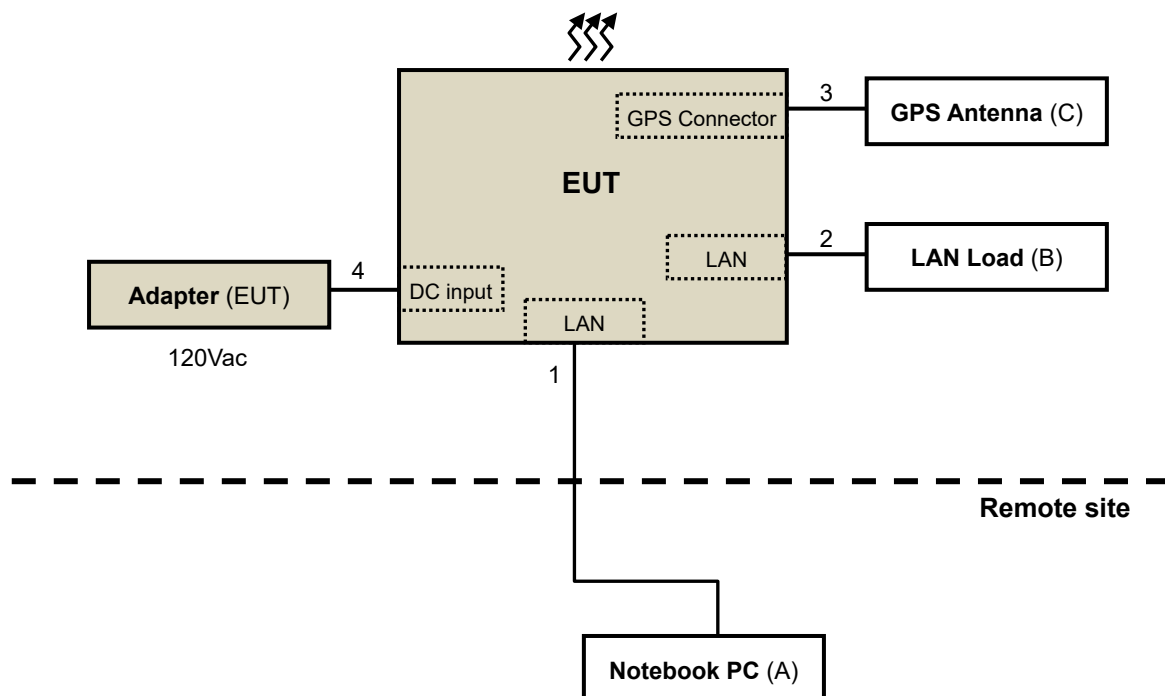 GPS Connector
3
GPS Antenna (C)
EUT
2
LAN
LAN Load (B)
4
Adapter (EUT)
DC input
LAN
120Vac
1
Remote site
Notebook PC (A)